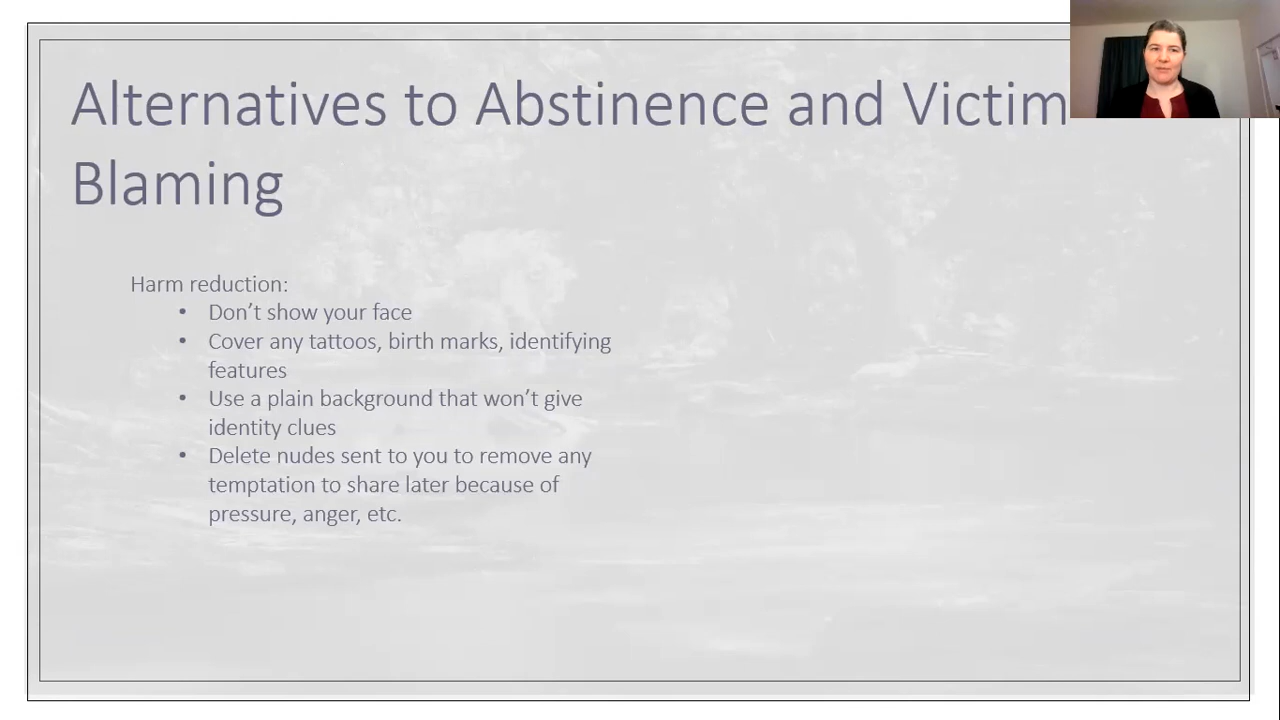 Alternatives to Abstinence and Victim
Blaming
Harm reduction:
• Don’t show your face
• Cover any tattoos, birth marks, identifying
features
• Use a plain background that won’t give
identity clues
• Delete nudes sent to you to remove any
temptation to share later because of
pressure, anger, etc.